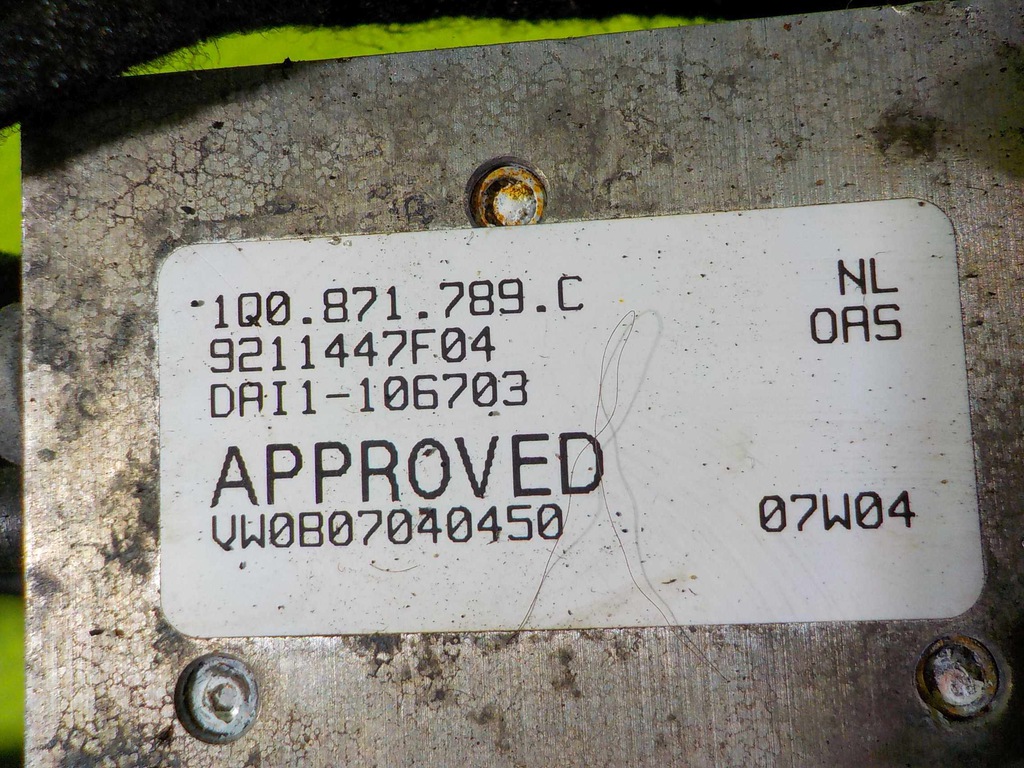 1Q0.871.789.C
9211447F04
DAI1-106703
APPROVED
VW0B07040450
NL
OAS
07W04